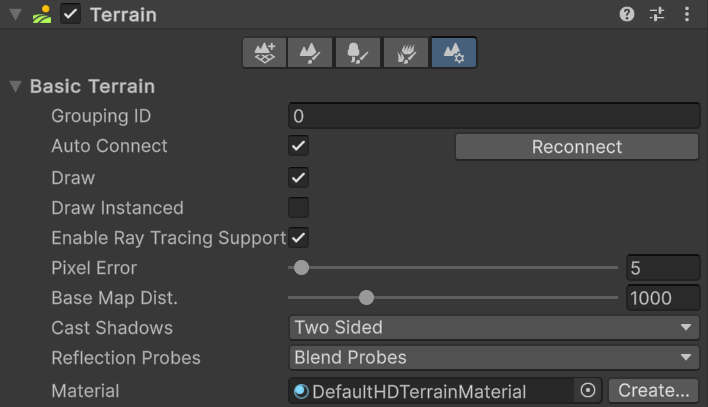 Terrain
Basic Terrain
Grouping ID 0
Auto Connect Reconnect
Draw
Draw Instanced
Enable Ray Tracing Support
Pixel Error 5
Base Map Dist. 1000
Cast Shadows Two Sided
Reflection Probes Blend Probes
Material DefaultHDTerrainMaterial Create...